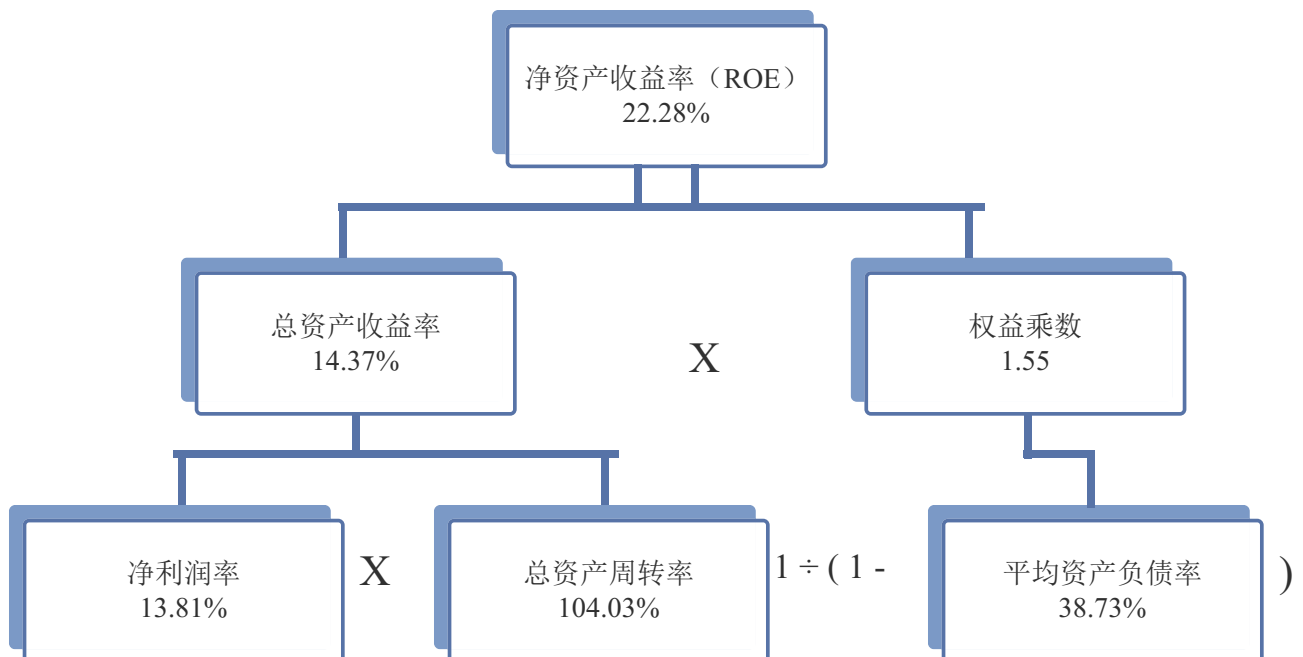 净资产收益率（ROE）
22.28%
总资产收益率
14.37%
X
权益乘数
1.55
净利润率
13.81%
X
总资产周转率
104.03%
1 ÷ ( 1 -
平均资产负债率
38.73%
)